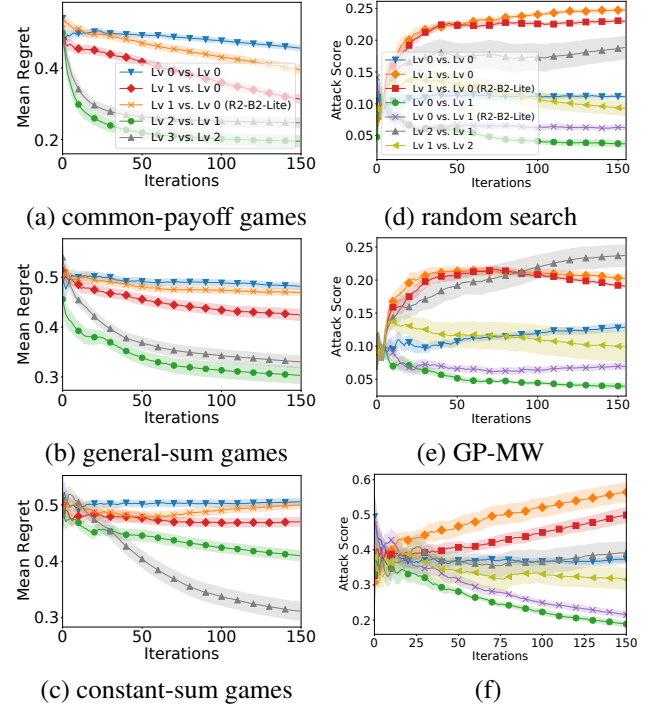 Mean Regret
0.4
0.2
0 50 100 150
Iterations
Lv 0 vs. Lv 0
Lv 1 vs. Lv 0
Lv 1 vs. Lv 0 (R2-B2-Lite)
Lv 2 vs. Lv 1
Lv 3 vs. Lv 2
(a) common-payoff games
Attack Score
0.25
0.20
0.15
0.10
0.05
0 50 100 150
Iterations
Lv 0 vs. Lv 0
Lv 1 vs. Lv 0
Lv 1 vs. Lv 0 (R2-B2-Lite)
Lv 0 vs. Lv 1
Lv 0 vs. Lv 1 (R2-B2-Lite)
Lv 2 vs. Lv 1
Lv 1 vs. Lv 2
(d) random search
Mean Regret
0.5
0.4
0.3
0 50 100 150
Iterations
(b) general-sum games
Attack Score
0.25
0.20
0.15
0.10
0.05
0 50 100 150
Iterations
(e) GP-MW
Mean Regret
0.5
0.4
0.3
0 50 100 150
Iterations
(c) constant-sum games
Attack Score
0.6
0.5
0.4
0.3
0.2
0 25 50 75 100 125 150
Iterations
(f)